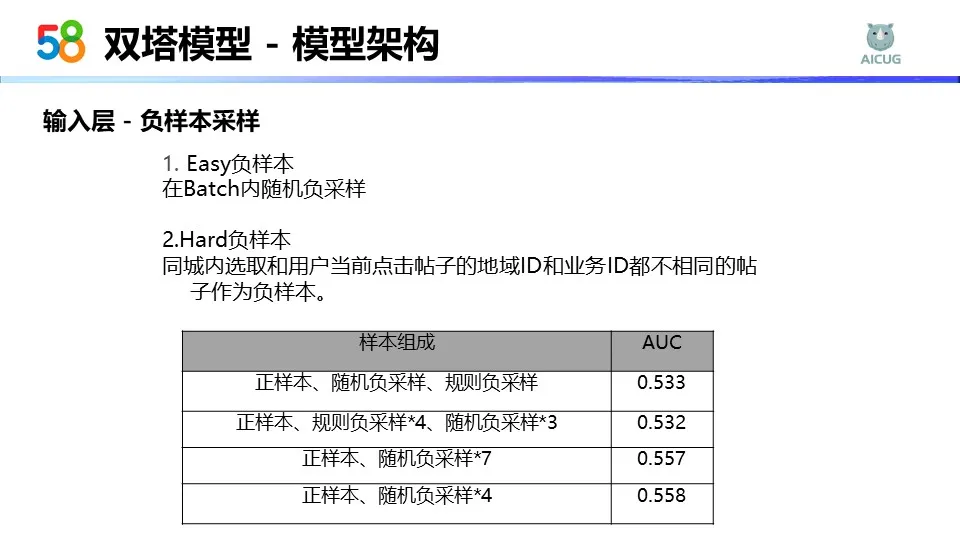 58 双塔模型 - 模型架构
AICUG
输入层 - 负样本采样
1. Easy负样本
在Batch内随机负采样
2.Hard负样本
同城内选取和用户当前点击帖子的地域ID和业务ID都不相同的帖
子作为负样本。
样本组成 AUC
正样本、随机负采样、规则负采样 0.533
正样本、规则负采样*4、随机负采样*3 0.532
正样本、随机负采样*7 0.557
正样本、随机负采样*4 0.558